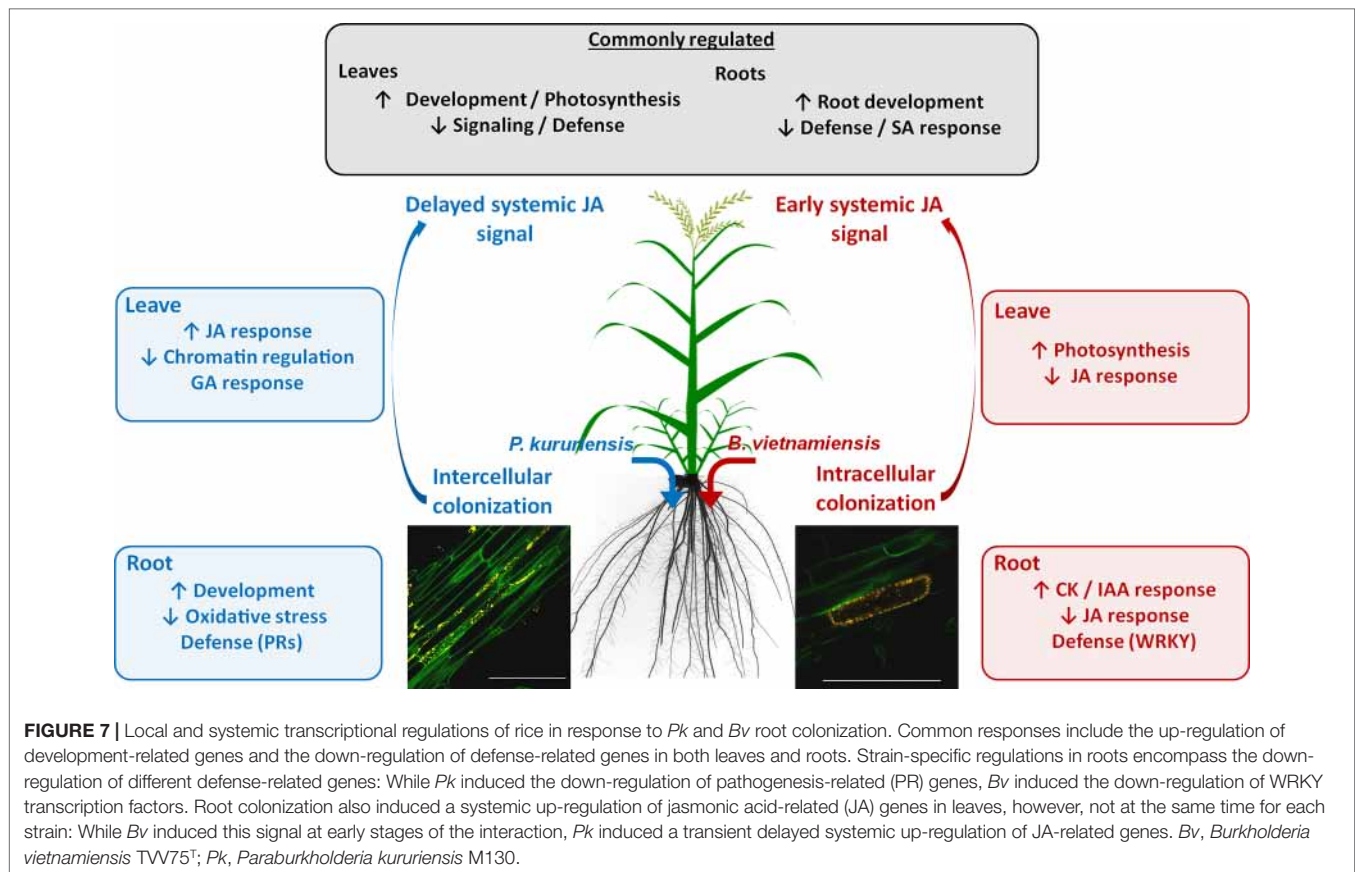 Commonly regulated
Leaves
↑ Development / Photosynthesis
↓ Signaling / Defense
Roots
↑ Root development
↓ Defense / SA response
Delayed systemic JA
signal
Early systemic JA
signal
Leave
↑ JA response
↓ Chromatin regulation
GA response
Leave
↑ Photosynthesis
↓ JA response
P. kururiensis
B. vietnamiensis
Intercellular
colonization
Intracellular
colonization
Root
↑ Development
↓ Oxidative stress
Defense (PRs)
Root
↑ CK / IAA response
↓ JA response
Defense (WRKY)
FIGURE 7 | Local and systemic transcriptional regulations of rice in response to Pk and Bv root colonization. Common responses include the up-regulation of
development-related genes and the down-regulation of defense-related genes in both leaves and roots. Strain-specific regulations in roots encompass the down-
regulation of different defense-related genes: While Pk induced the down-regulation of pathogenesis-related (PR) genes, Bv induced the down-regulation of WRKY
transcription factors. Root colonization also induced a systemic up-regulation of jasmonic acid-related (JA) genes in leaves, however, not at the same time for each
strain: While Bv induced this signal at early stages of the interaction, Pk induced a transient delayed systemic up-regulation of JA-related genes. Bv, Burkholderia
vietnamiensis TVV75ᵀ; Pk, Paraburkholderia kururiensis M130.